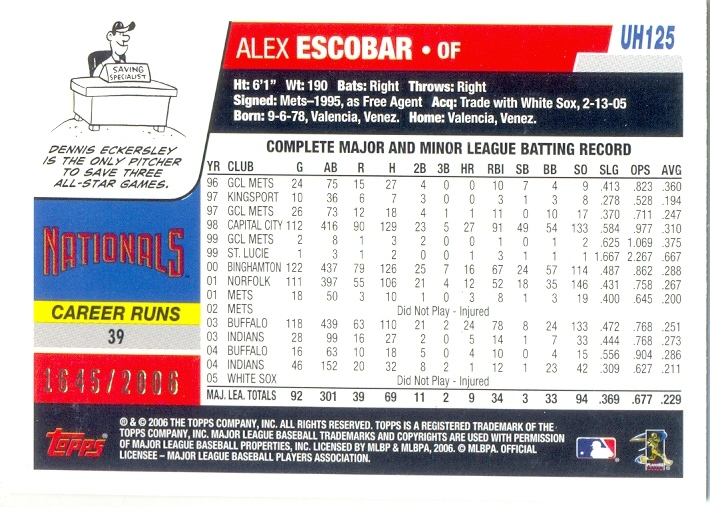 UH125
ALEX ESCOBAR • OF
SAVING
SPECIALIST
Ht: 6'1" Wt: 190 Bats: Right Throws: Right
Signed: Mets–1995, as Free Agent Acq: Trade with White Sox, 2-13-05
Born: 9-6-78, Valencia, Venez. Home: Valencia, Venez.
DENNIS ECKERSLEY
IS THE ONLY PITCHER
TO SAVE THREE
ALL-STAR GAMES.
NATIONALS
CAREER RUNS
39
1645/2006
COMPLETE MAJOR AND MINOR LEAGUE BATTING RECORD
YR CLUB G AB R H 2B 3B HR RBI SB BB SO SLG OPS AVG
96 GCL METS 24 75 15 27 4 0 0 10 7 4 9 .413 .823 .360
97 KINGSPORT 10 36 6 7 3 0 0 3 1 3 8 .278 .528 .194
97 GCL METS 26 73 12 18 4 1 1 11 0 10 17 .370 .711 .247
98 CAPITAL CITY 112 416 90 129 23 5 27 91 49 54 133 .584 .977 .310
99 GCL METS 2 8 1 3 2 0 0 1 0 1 2 .625 1.069 .375
99 ST. LUCIE 1 3 1 2 0 0 1 3 1 1 1 1.667 2.267 .667
00 BINGHAMTON 122 437 79 126 25 7 16 67 24 57 114 .487 .862 .288
01 NORFOLK 111 397 55 106 21 4 12 52 18 35 146 .431 .758 .267
01 METS 18 50 3 10 1 0 3 8 1 3 19 .400 .645 .200
02 METS Did Not Play - Injured
03 BUFFALO 118 439 63 110 21 2 24 78 8 24 133 .472 .768 .251
03 INDIANS 28 99 16 27 2 0 5 14 1 7 33 .444 .768 .273
04 BUFFALO 16 63 10 18 5 0 4 10 0 4 15 .556 .904 .286
04 INDIANS 46 152 20 32 8 2 1 12 1 23 42 .309 .627 .211
05 WHITE SOX Did Not Play - Injured
MAJ. LEA. TOTALS 92 301 39 69 11 2 9 34 3 33 94 .369 .677 .229
Topps
® & © 2006 THE TOPPS COMPANY, INC. ALL RIGHTS RESERVED. TOPPS IS A REGISTERED TRADEMARK OF THE
TOPPS COMPANY, INC. MAJOR LEAGUE BASEBALL TRADEMARKS AND COPYRIGHTS ARE USED WITH PERMISSION
OF MAJOR LEAGUE BASEBALL PROPERTIES, INC. LICENSED BY MLBP & MLBPA, 2006. © MLBPA. OFFICIAL
LICENSEE – MAJOR LEAGUE BASEBALL PLAYERS ASSOCIATION.